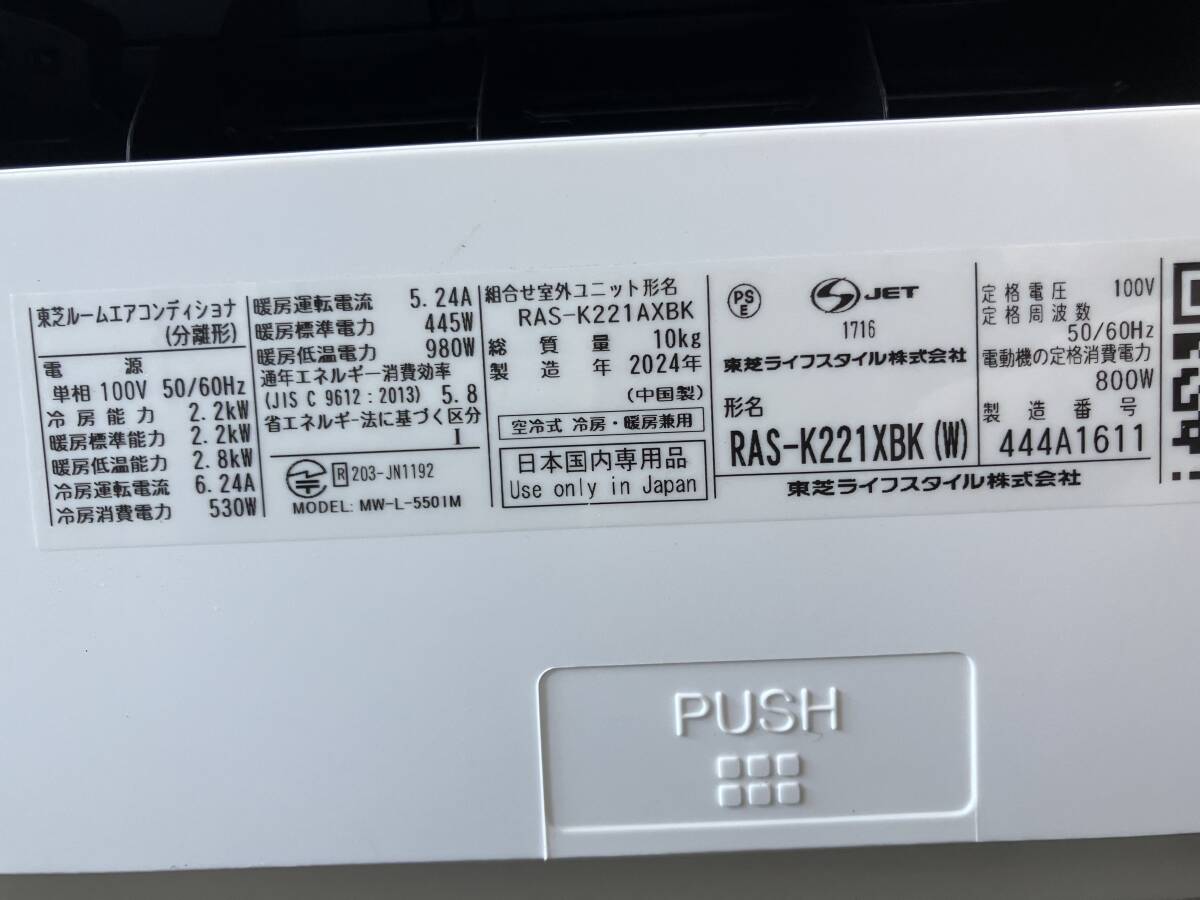 東芝ルームエアコンディショナ
(分離形)
電源
単相 100V 50/60Hz
冷房能力 2.2kW
暖房標準能力 2.2kW
暖房低温能力 2.8kW
冷房運転電流 6.24A
冷房消費電力 530W
暖房運転電流 5.24A
暖房標準電力 445W
暖房低温電力 980W
通年エネルギー消費効率
(JIS C 9612:2013) 5.8
省エネルギー法に基づく区分
I
R 203-JN1192
MODEL: MW-L-5501M
組合せ室外ユニット形名
RAS-K221AXBK
総質量 10kg
製造年 2024年
(中国製)
空冷式 冷房・暖房兼用
日本国内専用品
Use only in Japan
PS
E
JET
1716
東芝ライフスタイル株式会社
形名
RAS-K221XBK(W)
東芝ライフスタイル株式会社
定格電圧 100V
定格周波数
50/60Hz
電動機の定格消費電力
800W
製造番号
444A1611
PUSH